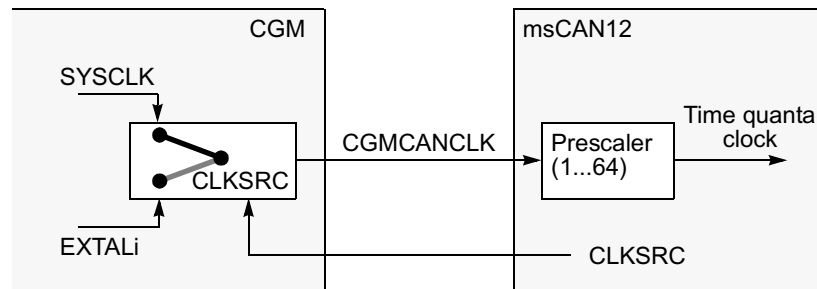 CGM
msCAN12
SYSCLK
CGMCANCLK
Prescaler
(1...64)
Time quanta
clock
CLKSRC
EXTALi
CLKSRC